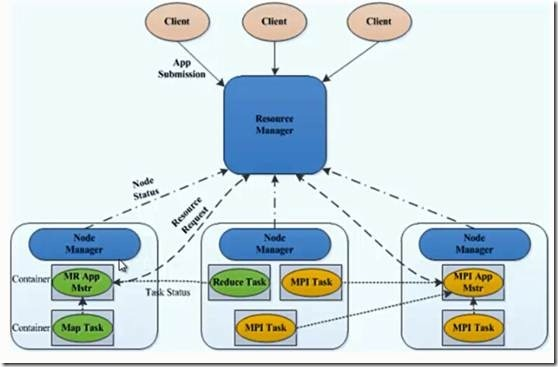 Client
Client
Client
App
Submission
Resource
Manager
Node
Status
Resource
Request
Node
Manager
Node
Manager
Node
Manager
Container
MR App
Mstr
Reduce Task
MPI Task
MPI App
Mstr
Task Status
Container
Map Task
MPI Task
MPI Task